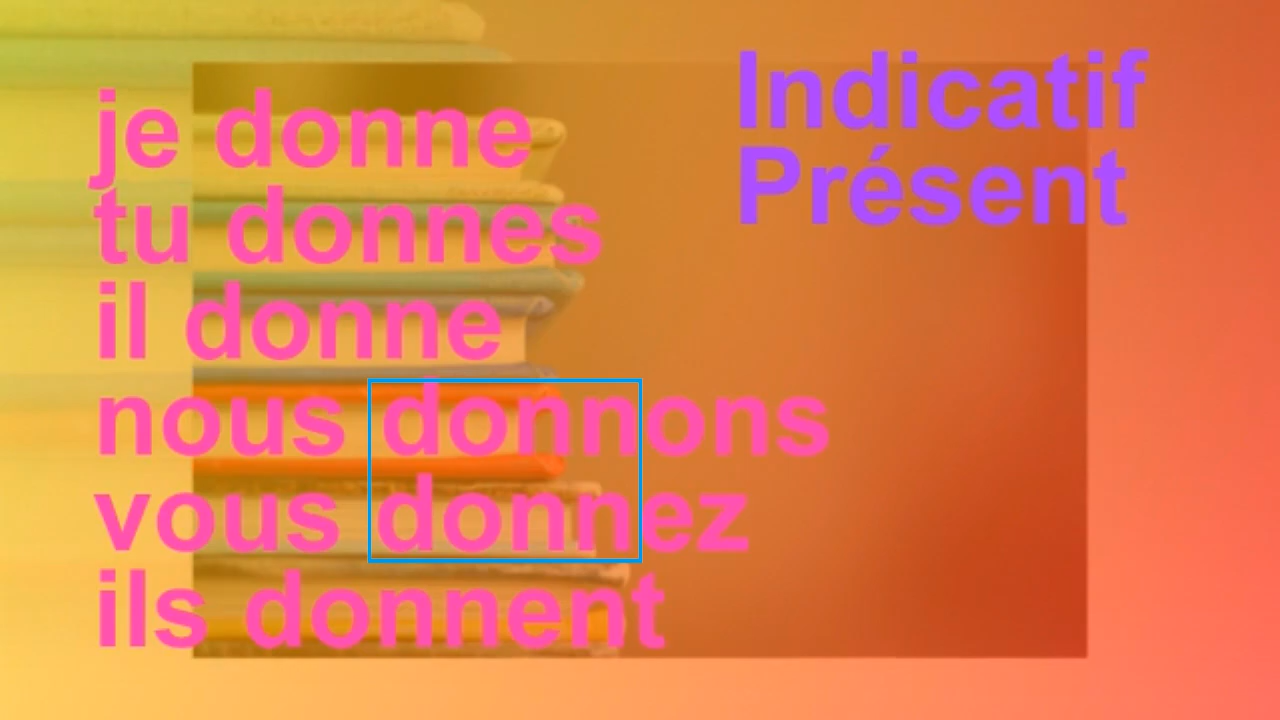 je donne
tu donnes
il donne
nous donnons
vous donnez
ils donnent
Indicatif
Présent